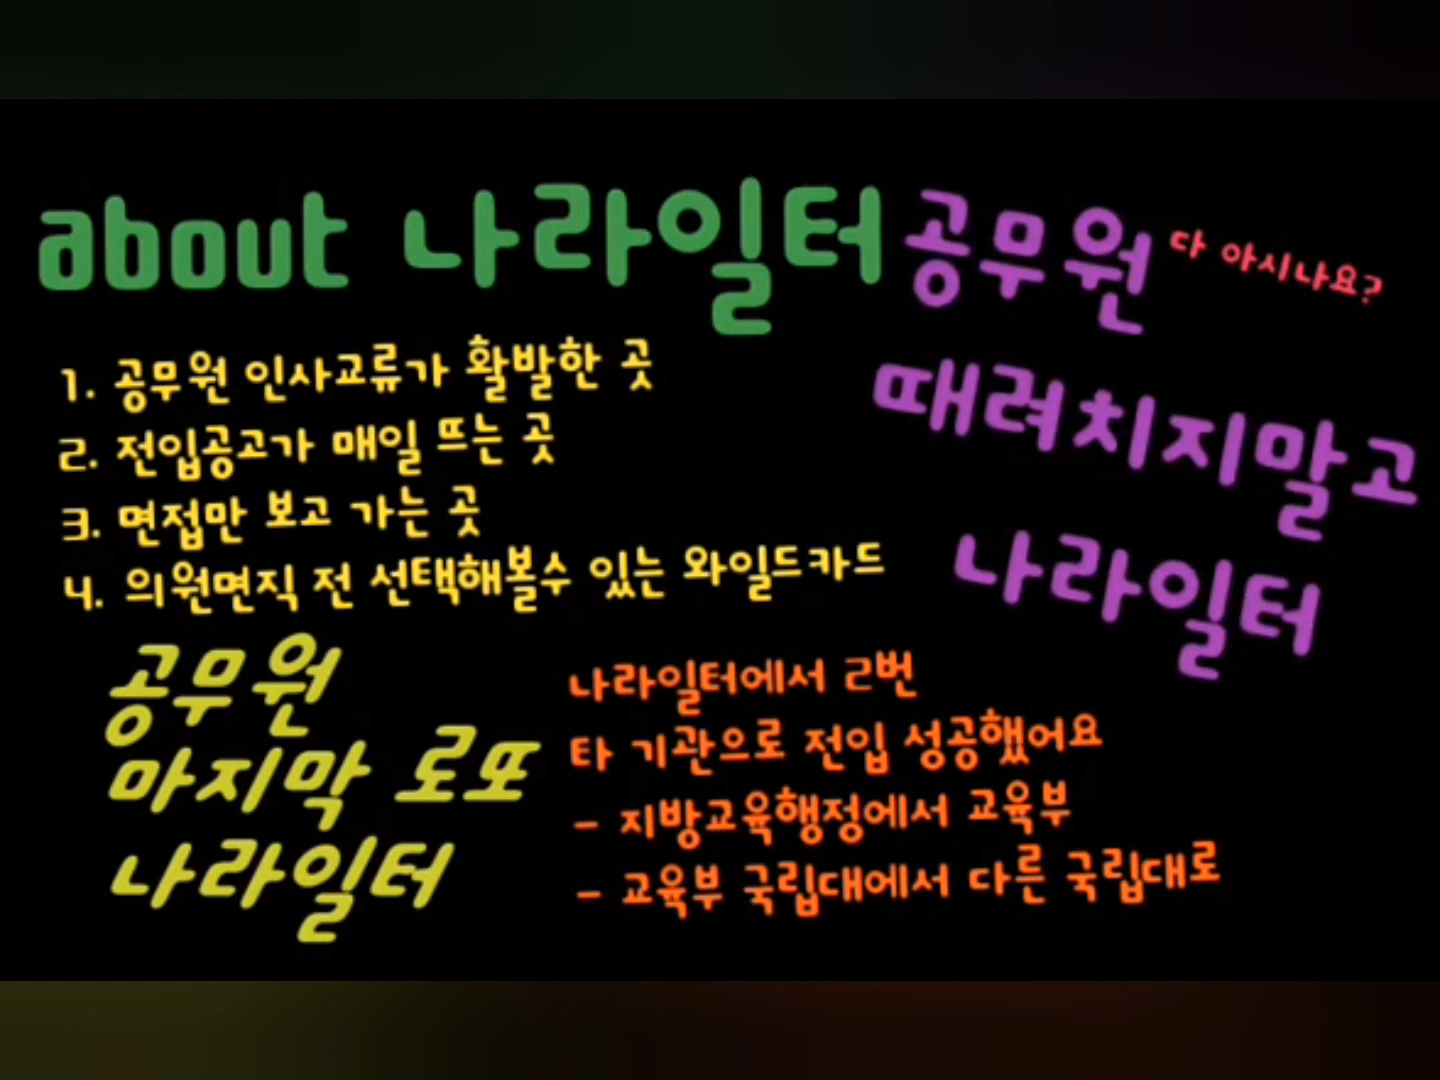 about 나라일터
1. 공무원 인사교류가 활발한 곳
2. 전입공고가 매일 뜨는 곳
3. 면접만 보고 가는 곳
4. 의원면직 전 선택해볼수 있는 와일드카드
공무원 다 아시나요?
때려치지말고
나라일터
공무원
마지막 로또
나라일터
나라일터에서 2번
타 기관으로 전입 성공했어요
- 지방교육행정에서 교육부
- 교육부 국립대에서 다른 국립대로